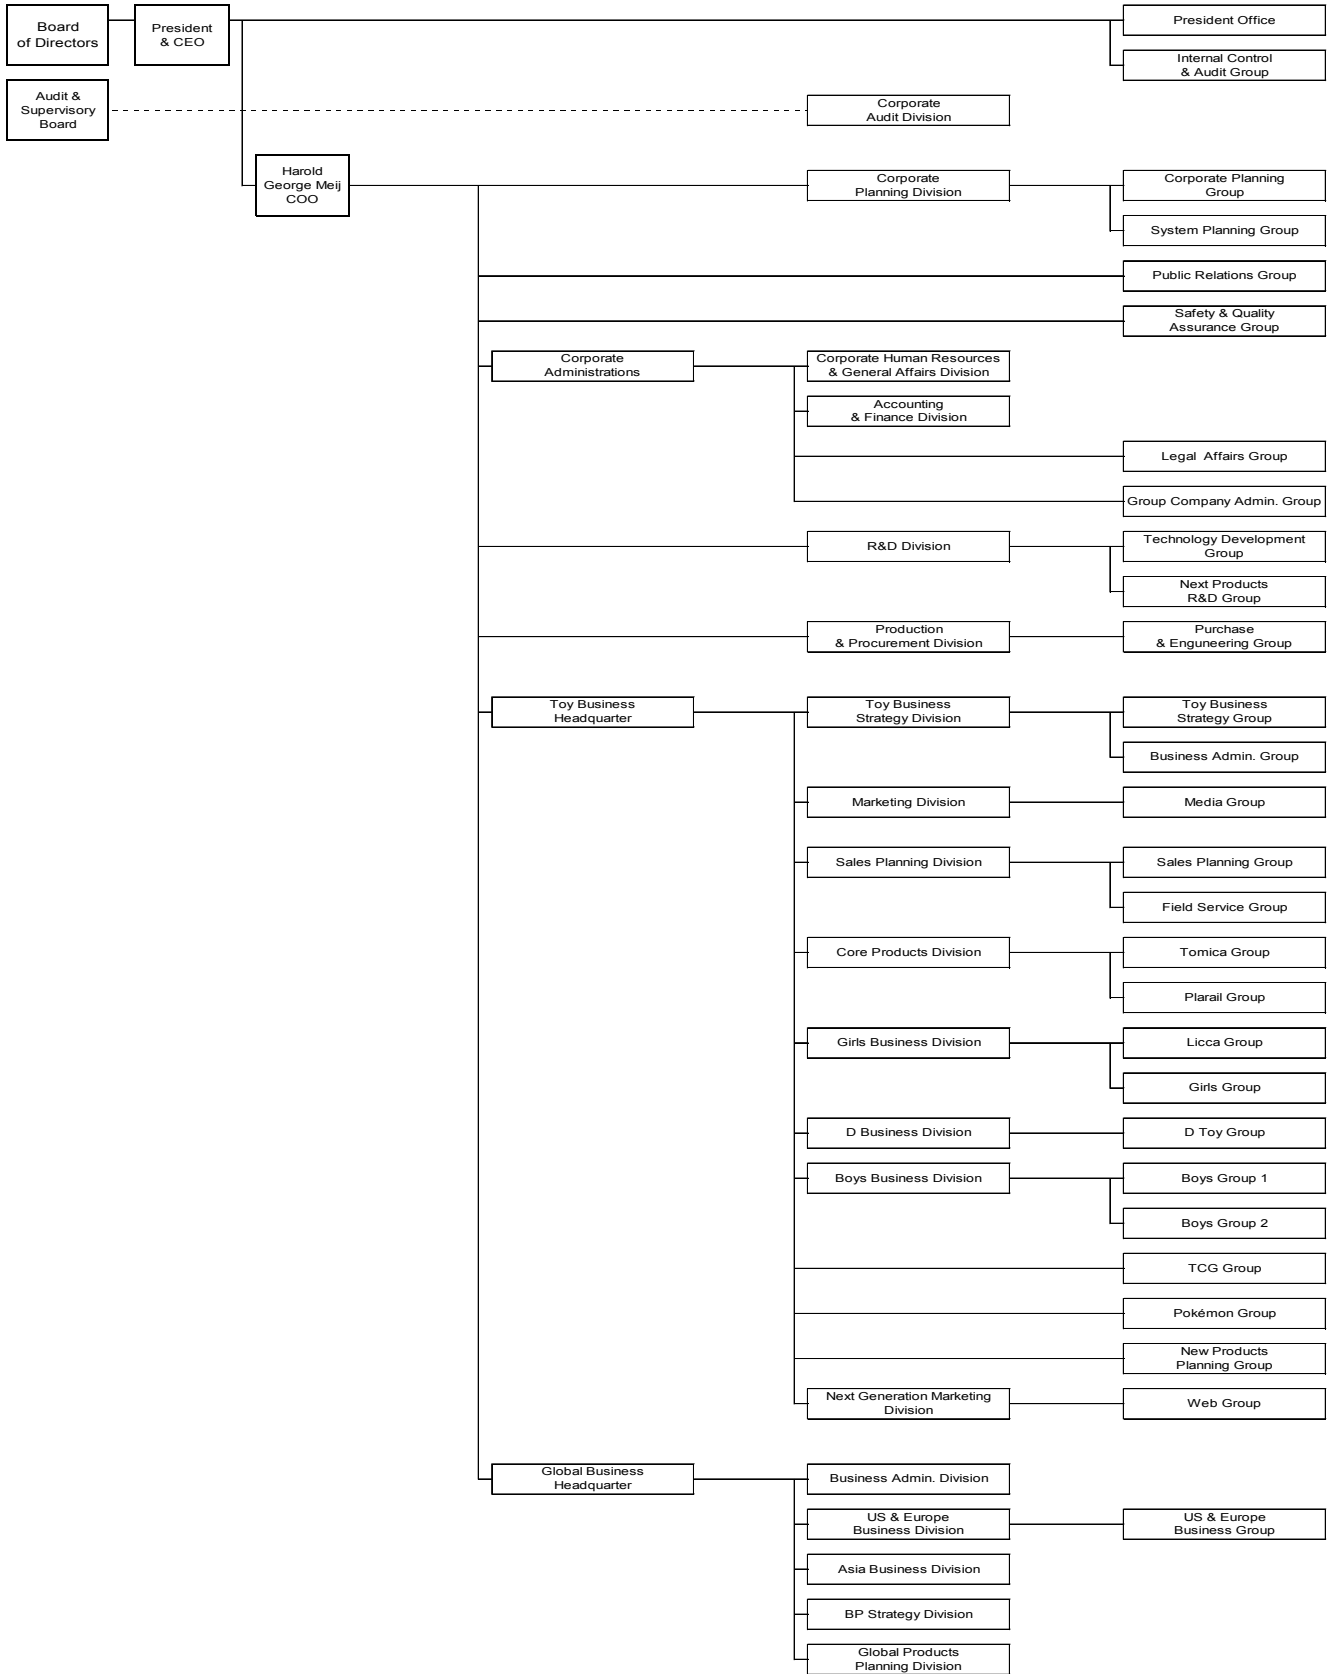 Board
of Directors
President
& CEO
President Office
Internal Control
& Audit Group
Audit &
Supervisory
Board
Corporate
Audit Division
Harold
George Meij
COO
Corporate
Planning Division
Corporate Planning
Group
System Planning Group
Public Relations Group
Safety & Quality
Assurance Group
Corporate
Administrations
Corporate Human Resources
& General Affairs Division
Accounting
& Finance Division
Legal Affairs Group
Group Company Admin. Group
R&D Division
Technology Development
Group
Next Products
R&D Group
Production
& Procurement Division
Purchase
& Enguneering Group
Toy Business
Headquarter
Toy Business
Strategy Division
Toy Business
Strategy Group
Business Admin. Group
Marketing Division
Media Group
Sales Planning Division
Sales Planning Group
Field Service Group
Core Products Division
Tomica Group
Plarail Group
Girls Business Division
Licca Group
Girls Group
D Business Division
D Toy Group
Boys Business Division
Boys Group 1
Boys Group 2
TCG Group
Pokémon Group
New Products
Planning Group
Next Generation Marketing
Division
Web Group
Global Business
Headquarter
Business Admin. Division
US & Europe
Business Division
US & Europe
Business Group
Asia Business Division
BP Strategy Division
Global Products
Planning Division